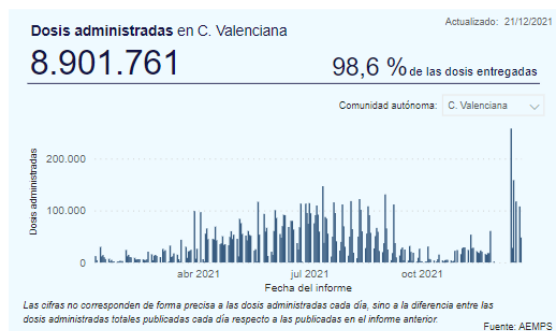 Actualizado: 21/12/2021
Dosis administradas en C. Valenciana
8.901.761
98,6 % de las dosis entregadas
Comunidad autónoma: C. Valenciana
Dosis administradas
200.000
100.000
0
abr 2021 jul 2021 oct 2021
Fecha del informe
Las cifras no corresponden de forma precisa a las dosis administradas cada día, sino a la diferencia entre las
dosis administradas totales publicadas cada día respecto a las publicadas en el informe anterior.
Fuente: AEMPS